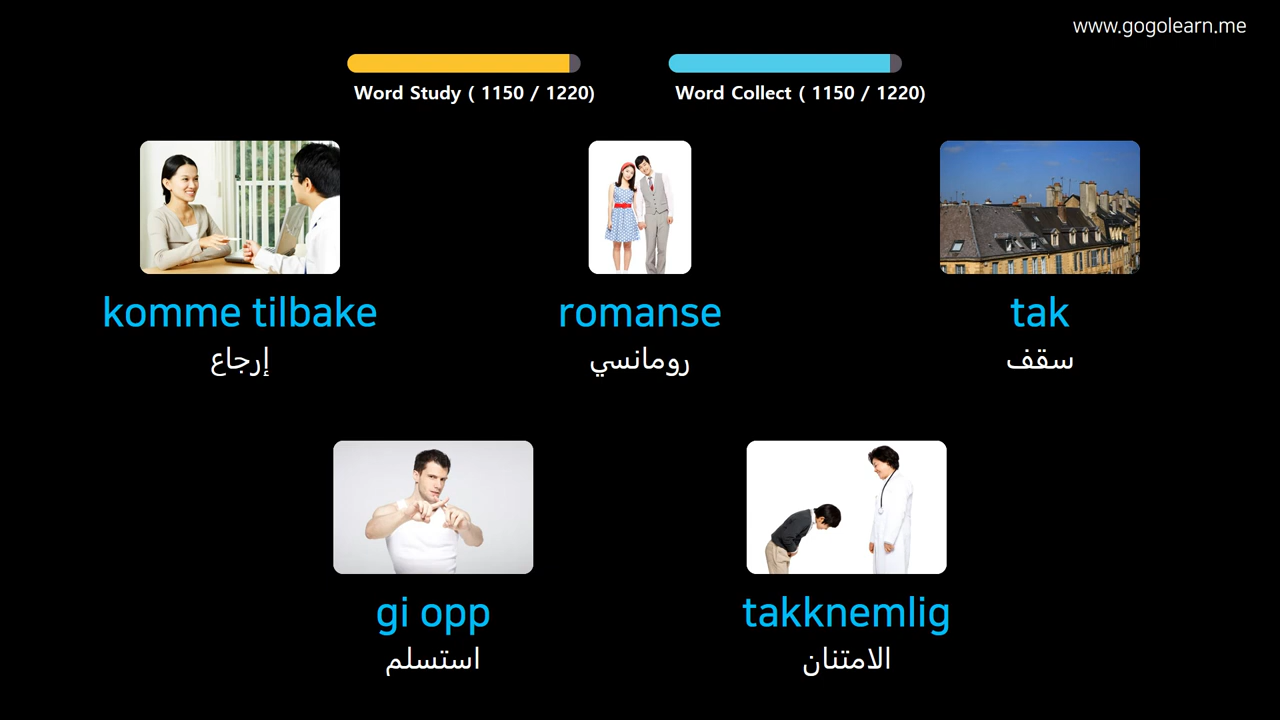 www.gogolearn.me
Word Study ( 1150 / 1220)
Word Collect ( 1150 / 1220)
komme tilbake
إرجاع
romanse
رومانسي
tak
سقف
gi opp
استسلم
takknemlig
الامتنان